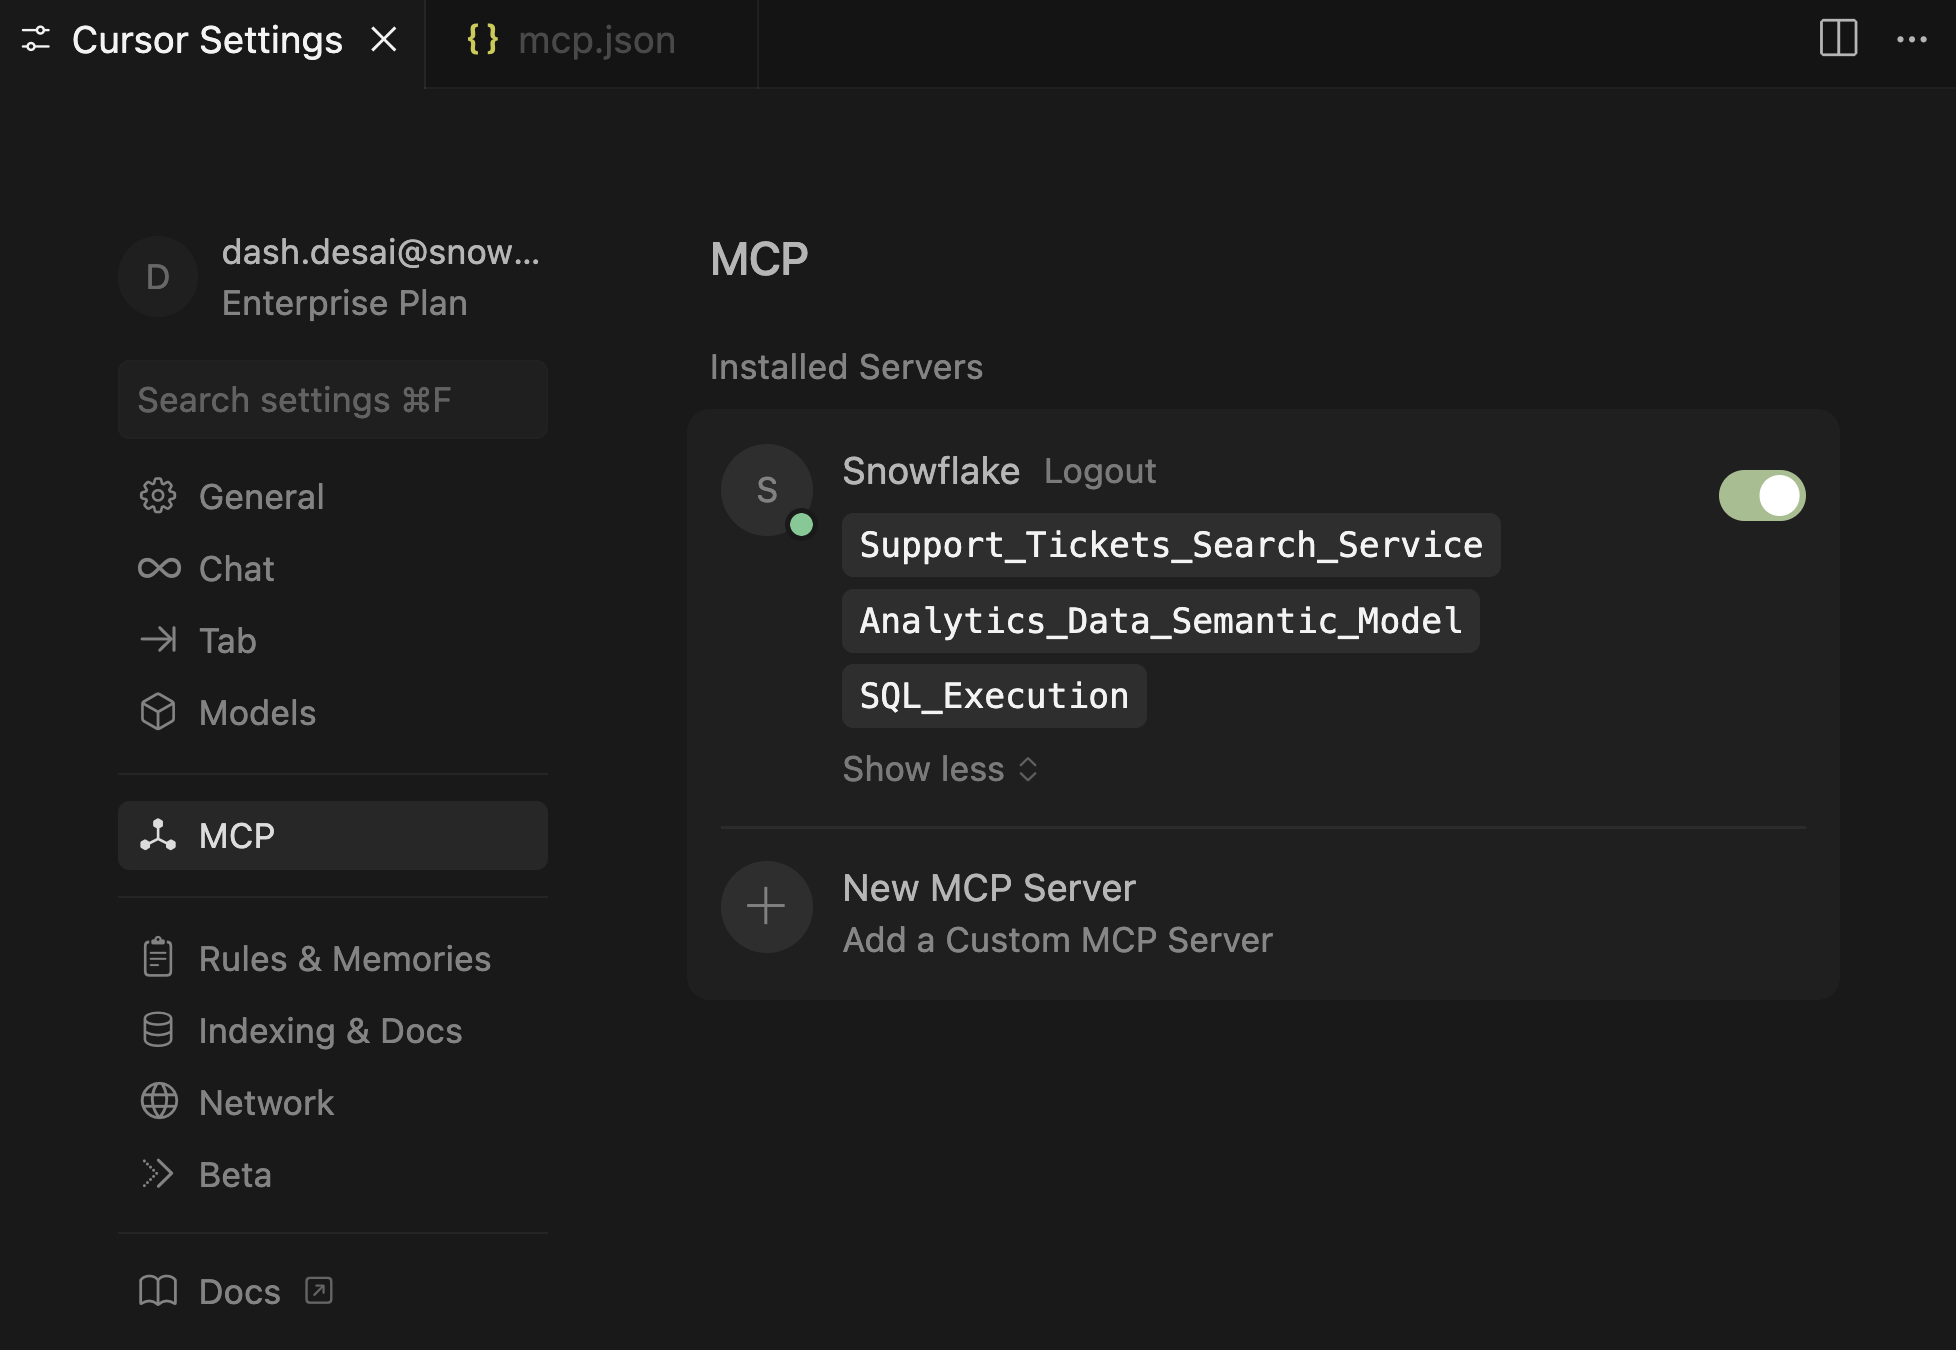 Cursor Settings
{} mcp.json
D
dash.desai@snow...
Enterprise Plan
Search settings ⌘F
General
Chat
Tab
Models
MCP
Rules & Memories
Indexing & Docs
Network
Beta
Docs
MCP
Installed Servers
S
Snowflake Logout
Support_Tickets_Search_Service
Analytics_Data_Semantic_Model
SQL_Execution
Show less
New MCP Server
Add a Custom MCP Server